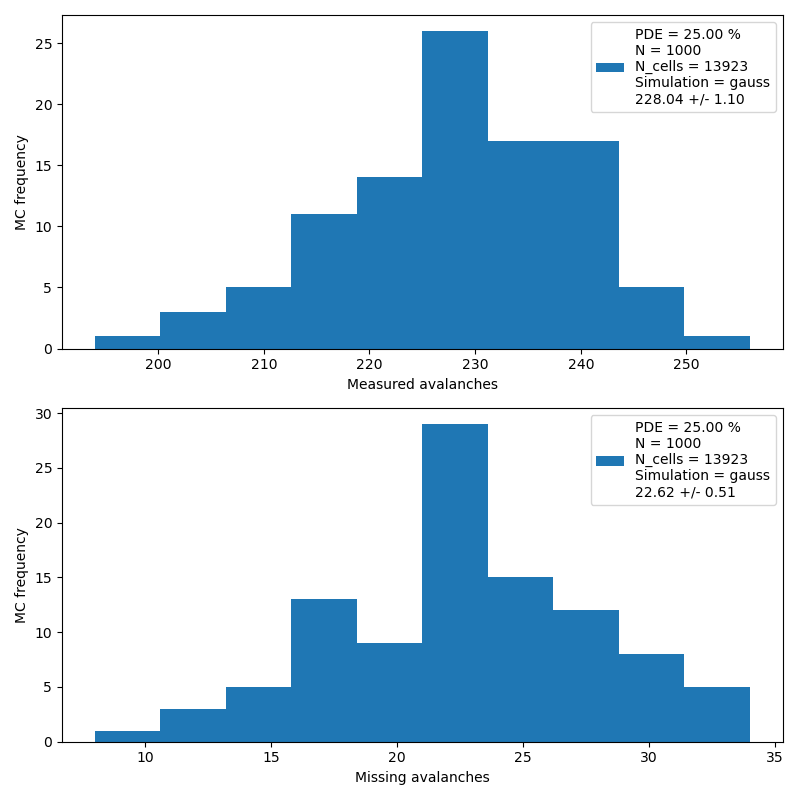 PDE = 25.00 %
N = 1000
N_cells = 13923
Simulation = gauss
228.04 +/- 1.10
MC frequency
25
20
15
10
5
0
200 210 220 230 240 250
Measured avalanches
PDE = 25.00 %
N = 1000
N_cells = 13923
Simulation = gauss
22.62 +/- 0.51
MC frequency
30
25
20
15
10
5
0
10 15 20 25 30 35
Missing avalanches